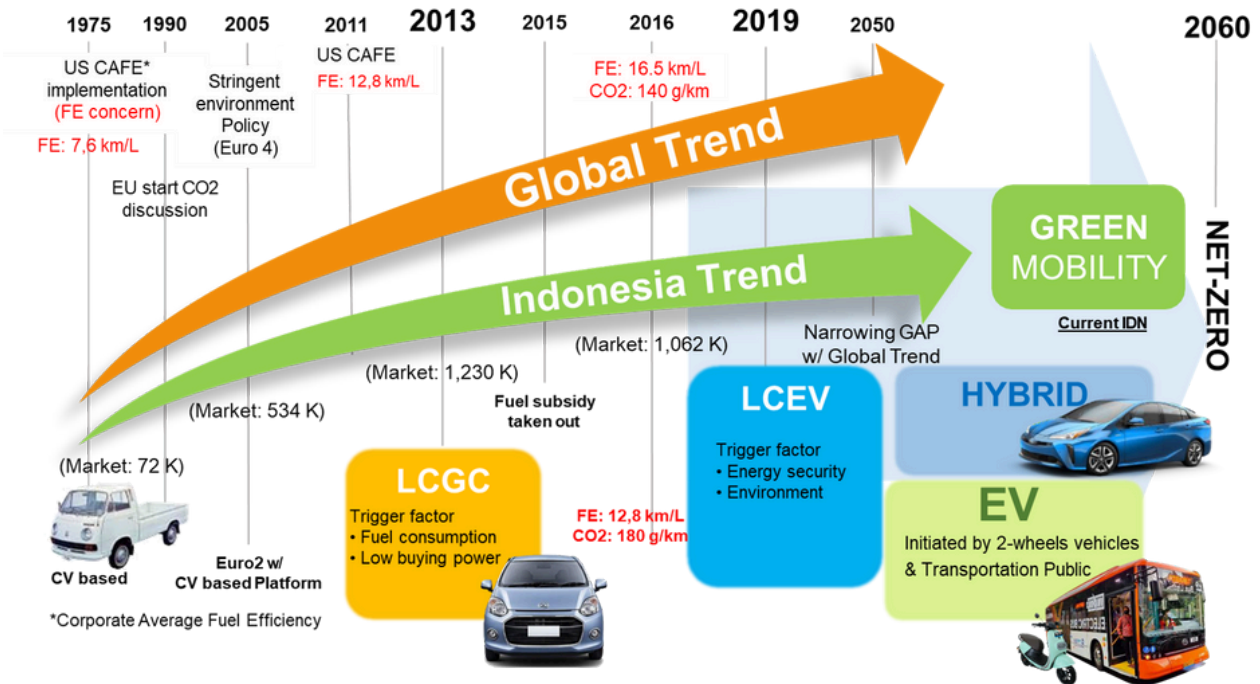 1975 1990 2005 2011 2013 2015 2016 2019 2050 2060
US CAFE*
implementation
(FE concern)
FE: 7,6 km/L
EU start CO2
discussion
Stringent
environment
Policy
(Euro 4)
US CAFE
FE: 12,8 km/L
FE: 16.5 km/L
CO2: 140 g/km
Global Trend
Indonesia Trend
GREEN
MOBILITY
Current IDN
NET-ZERO
Narrowing GAP
w/ Global Trend
(Market: 1,062 K)
(Market: 1,230 K)
(Market: 534 K)
(Market: 72 K)
Fuel subsidy
taken out
CV based
Euro2 w/
CV based Platform
*Corporate Average Fuel Efficiency
LCGC
Trigger factor
• Fuel consumption
• Low buying power
FE: 12,8 km/L
CO2: 180 g/km
LCEV
Trigger factor
• Energy security
• Environment
HYBRID
EV
Initiated by 2-wheels vehicles
& Transportation Public